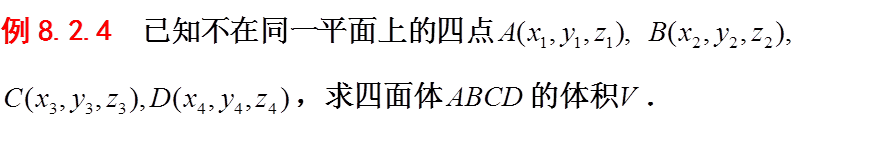 例 8.2.4 已知不在同一平面上的四点A(x₁,y₁,z₁), B(x₂,y₂,z₂),
C(x₃,y₃,z₃),D(x₄,y₄,z₄)，求四面体ABCD的体积V．